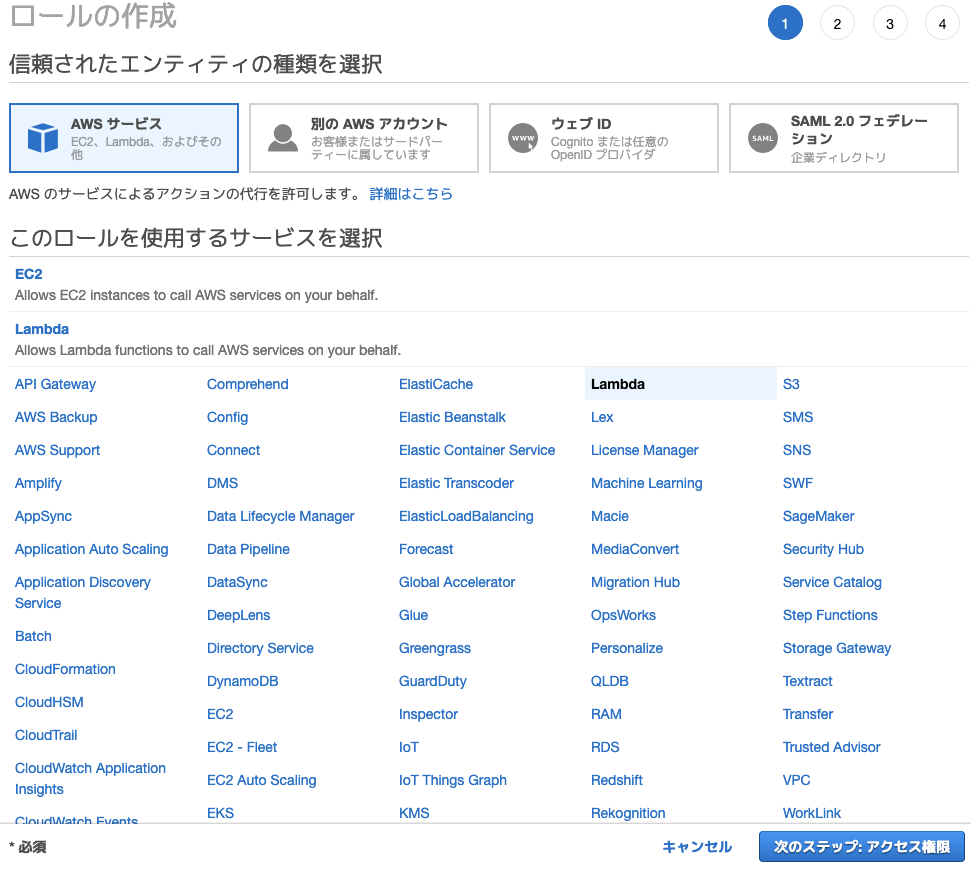 ロールの作成
1 2 3 4
信頼されたエンティティの種類を選択
AWS サービス
EC2、Lambda、およびその
他
別の AWS アカウント
お客様またはサードパー
ティーに属しています
www
ウェブ ID
Cognito または任意の
OpenID プロバイダ
SAML
SAML 2.0 フェデレー
ション
企業ディレクトリ
AWS のサービスによるアクションの代行を許可します。 詳細はこちら
このロールを使用するサービスを選択
EC2
Allows EC2 instances to call AWS services on your behalf.
Lambda
Allows Lambda functions to call AWS services on your behalf.
API Gateway
AWS Backup
AWS Support
Amplify
AppSync
Application Auto Scaling
Application Discovery
Service
Batch
CloudFormation
CloudHSM
CloudTrail
CloudWatch Application
Insights
CloudWatch Events
Comprehend
Config
Connect
DMS
Data Lifecycle Manager
Data Pipeline
DataSync
DeepLens
Directory Service
DynamoDB
EC2
EC2 - Fleet
EC2 Auto Scaling
EKS
ElastiCache
Elastic Beanstalk
Elastic Container Service
Elastic Transcoder
ElasticLoadBalancing
Forecast
Global Accelerator
Glue
Greengrass
GuardDuty
Inspector
IoT
IoT Things Graph
KMS
Lambda
Lex
License Manager
Machine Learning
Macie
MediaConvert
Migration Hub
OpsWorks
Personalize
QLDB
RAM
RDS
Redshift
Rekognition
S3
SMS
SNS
SWF
SageMaker
Security Hub
Service Catalog
Step Functions
Storage Gateway
Textract
Transfer
Trusted Advisor
VPC
WorkLink
* 必須
キャンセル
次のステップ: アクセス権限